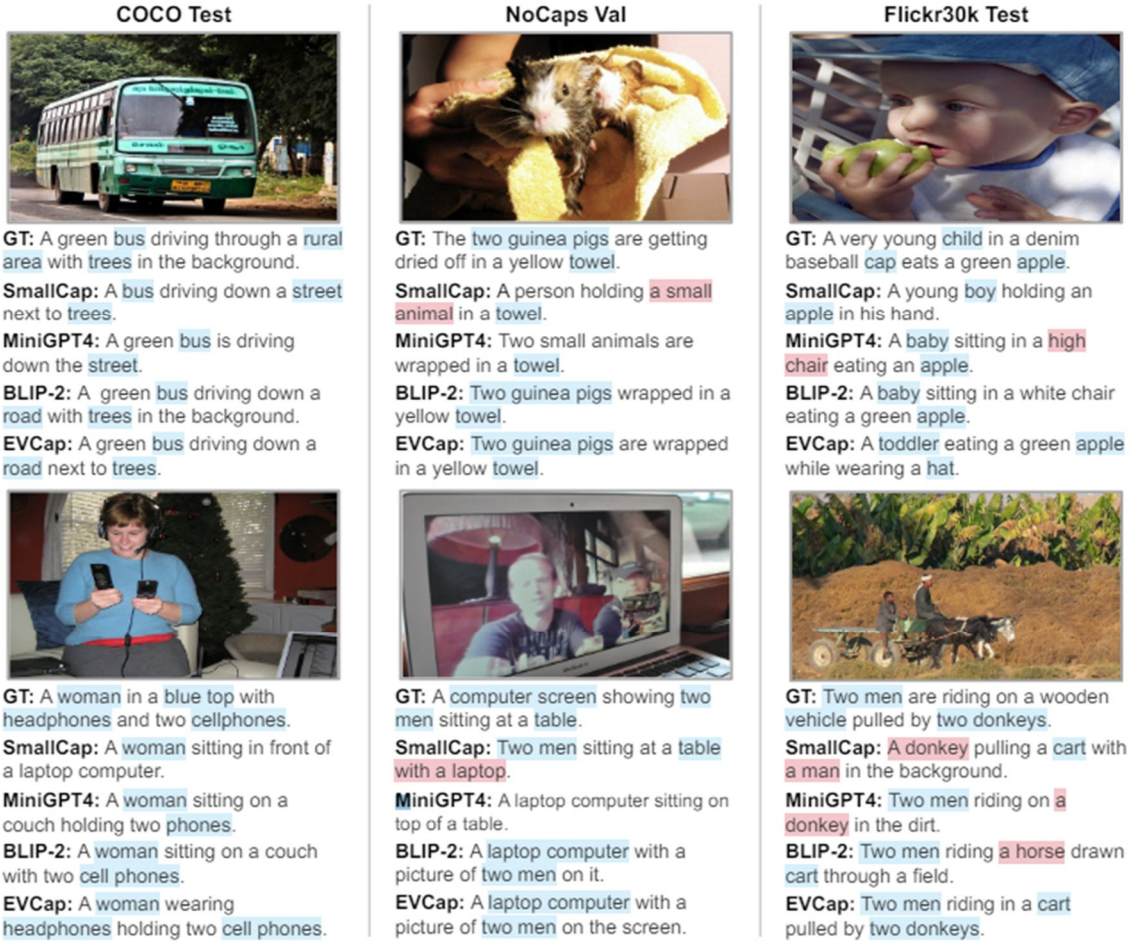 COCO Test
GT: A green bus driving through a rural
area with trees in the background.
SmallCap: A bus driving down a street
next to trees.
MiniGPT4: A green bus is driving
down the street.
BLIP-2: A green bus driving down a
road with trees in the background.
EVCap: A green bus driving down a
road next to trees.
GT: A woman in a blue top with
headphones and two cellphones.
SmallCap: A woman sitting in front of
a laptop computer.
MiniGPT4: A woman sitting on a
couch holding two phones.
BLIP-2: A woman sitting on a couch
with two cell phones.
EVCap: A woman wearing
headphones holding two cell phones.
NoCaps Val
GT: The two guinea pigs are getting
dried off in a yellow towel.
SmallCap: A person holding a small
animal in a towel.
MiniGPT4: Two small animals are
wrapped in a towel.
BLIP-2: Two guinea pigs wrapped in a
yellow towel.
EVCap: Two guinea pigs are wrapped
in a yellow towel.
GT: A computer screen showing two
men sitting at a table.
SmallCap: Two men sitting at a table
with a laptop.
MiniGPT4: A laptop computer sitting on
top of a table.
BLIP-2: A laptop computer with a
picture of two men on it.
EVCap: A laptop computer with a
picture of two men on the screen.
Flickr30k Test
GT: A very young child in a denim
baseball cap eats a green apple.
SmallCap: A young boy holding an
apple in his hand.
MiniGPT4: A baby sitting in a high
chair eating an apple.
BLIP-2: A baby sitting in a white chair
eating a green apple.
EVCap: A toddler eating a green apple
while wearing a hat.
GT: Two men are riding on a wooden
vehicle pulled by two donkeys.
SmallCap: A donkey pulling a cart with
a man in the background.
MiniGPT4: Two men riding on a
donkey in the dirt.
BLIP-2: Two men riding a horse drawn
cart through a field.
EVCap: Two men riding in a cart
pulled by two donkeys.